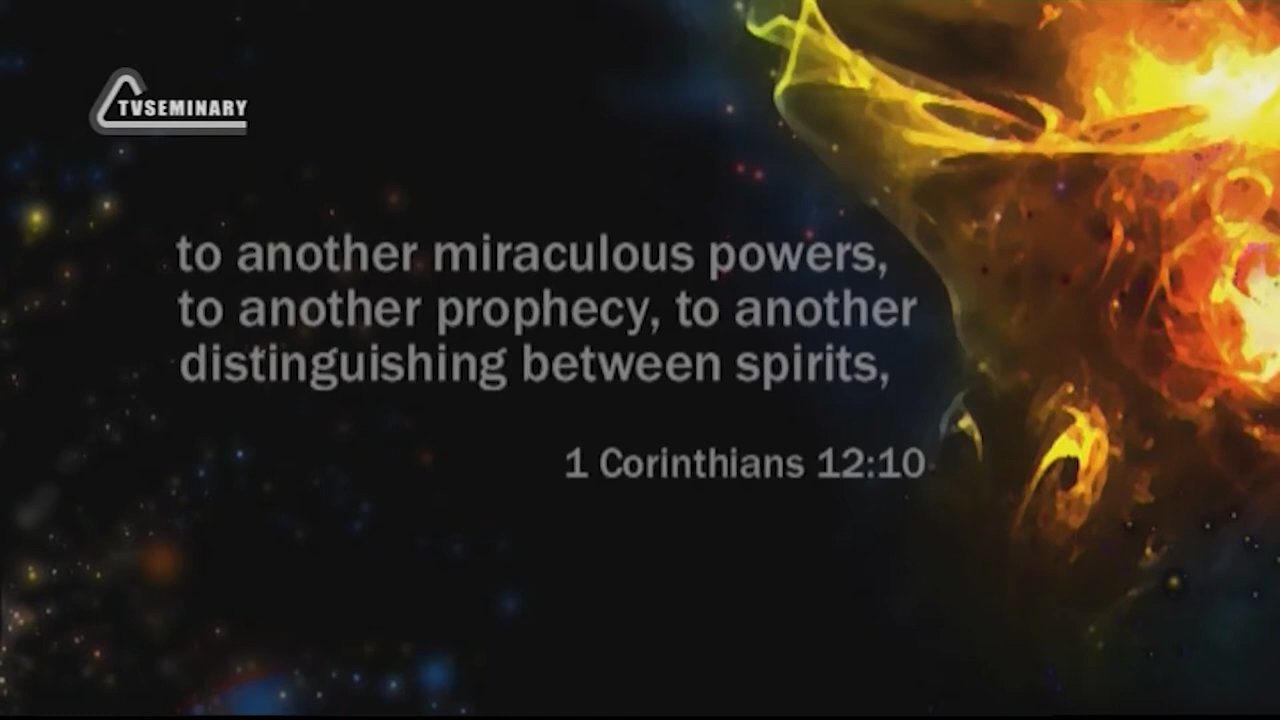 TVSEMINARY
to another miraculous powers,
to another prophecy, to another
distinguishing between spirits,
1 Corinthians 12:10